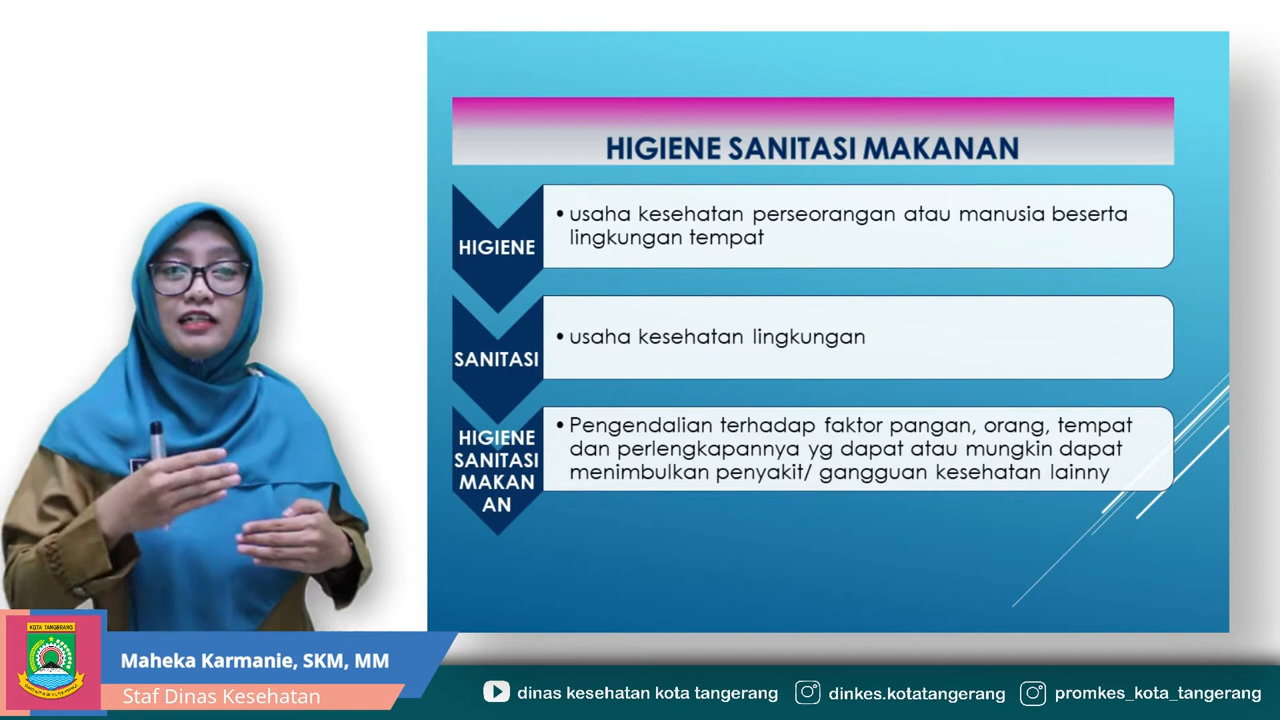 HIGIENE SANITASI MAKANAN
HIGIENE
• usaha kesehatan perseorangan atau manusia beserta
lingkungan tempat
SANITASI
• usaha kesehatan lingkungan
HIGIENE
SANITASI
MAKAN
AN
• Pengendalian terhadap faktor pangan, orang, tempat
dan perlengkapannya yg dapat atau mungkin dapat
menimbulkan penyakit/ gangguan kesehatan lainny
KOTA TANGERANG
Maheka Karmanie, SKM, MM
Staf Dinas Kesehatan
dinas kesehatan kota tangerang
dinkes.kotatangerang
promkes_kota_tangerang